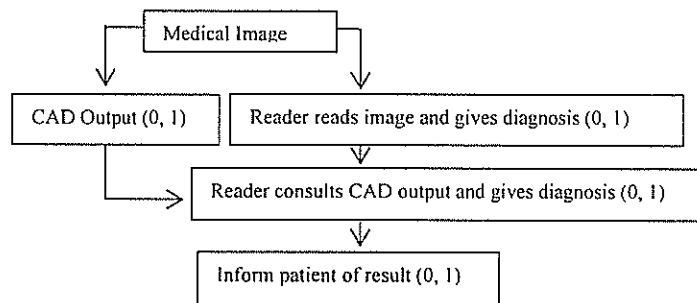 Medical Image
CAD Output (0, 1)
Reader reads image and gives diagnosis (0, 1)
Reader consults CAD output and gives diagnosis (0, 1)
Inform patient of result (0, 1)